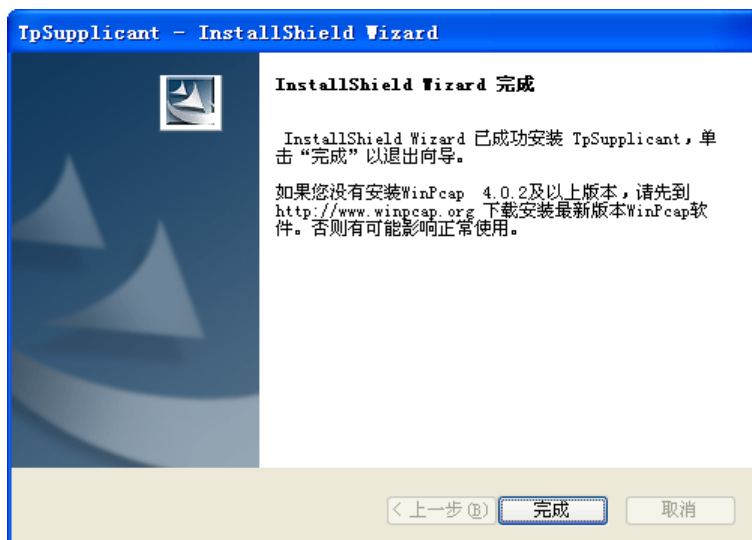 TpSupplicant - InstallShield Wizard
InstallShield Wizard 完成
InstallShield Wizard 已成功安装 TpSupplicant，单
击“完成”以退出向导。
如果您没有安装WinPcap 4.0.2及以上版本，请先到
http://www.winpcap.org 下载安装最新版本WinPcap软
件。否则有可能影响正常使用。
< 上一步(B) 完成 取消